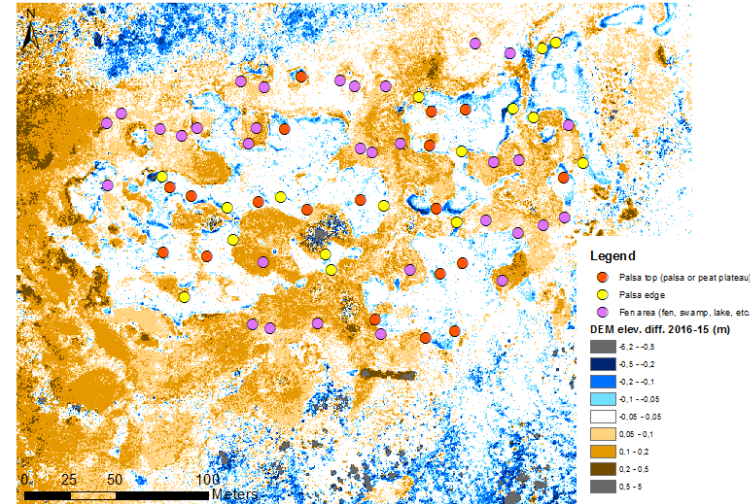 N
Legend
Palsa top (palsa or peat plateau)
Palsa edge
Fen area (fen, swamp, lake, etc.
DEM elev. diff. 2016-15 (m)
-6,2 - -0,5
-0,5 - -0,2
-0,2 - -0,1
-0,1 - -0,05
-0,05 - 0,05
0,05 - 0,1
0,1 - 0,2
0,2 - 0,5
0,5 - 5
0 25 50 100
Meters